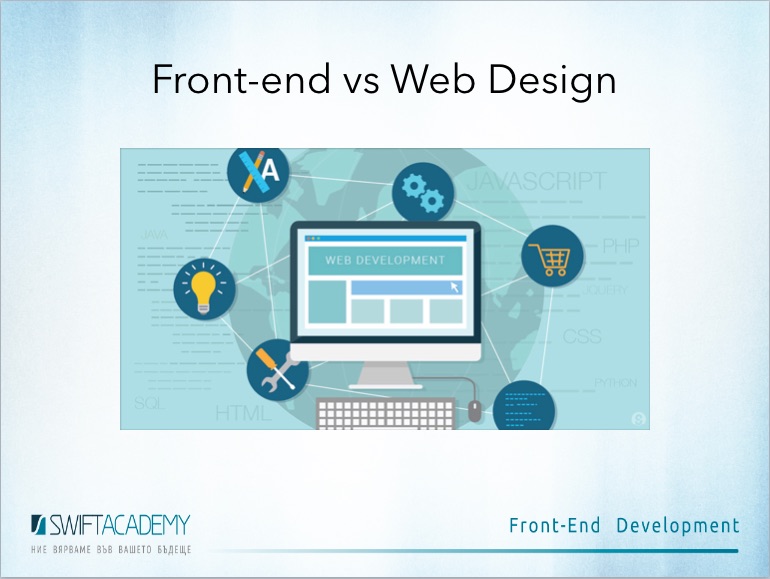 Front-end vs Web Design
A
JAVASCRIPT
JAVA
PHP
WEB DEVELOPMENT
JQUERY
CSS
PYTHON
SQL
HTML
S
SWIFTACADEMY
НИЕ ВЯРВАМЕ ВЪВ ВАШЕТО БЪДЕЩЕ
Front-End Development